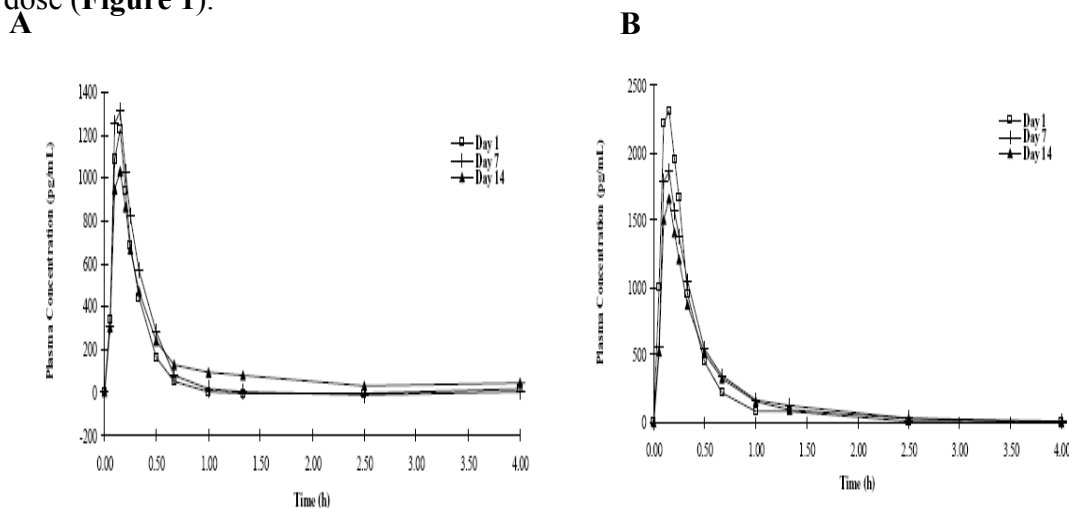 dose (Figure 1).
A
B
1400
1200
1000
800
600
400
200
0
-200
Plasma Concentration (pg/mL)
0.00 0.50 1.00 1.50 2.00 2.50 3.00 3.50 4.00
Time (h)
Day 1
Day 7
Day 14
2500
2000
1500
1000
500
0
Plasma Concentration (pg/mL)
0.00 0.50 1.00 1.50 2.00 2.50 3.00 3.50 4.00
Time (h)
Day 1
Day 7
Day 14